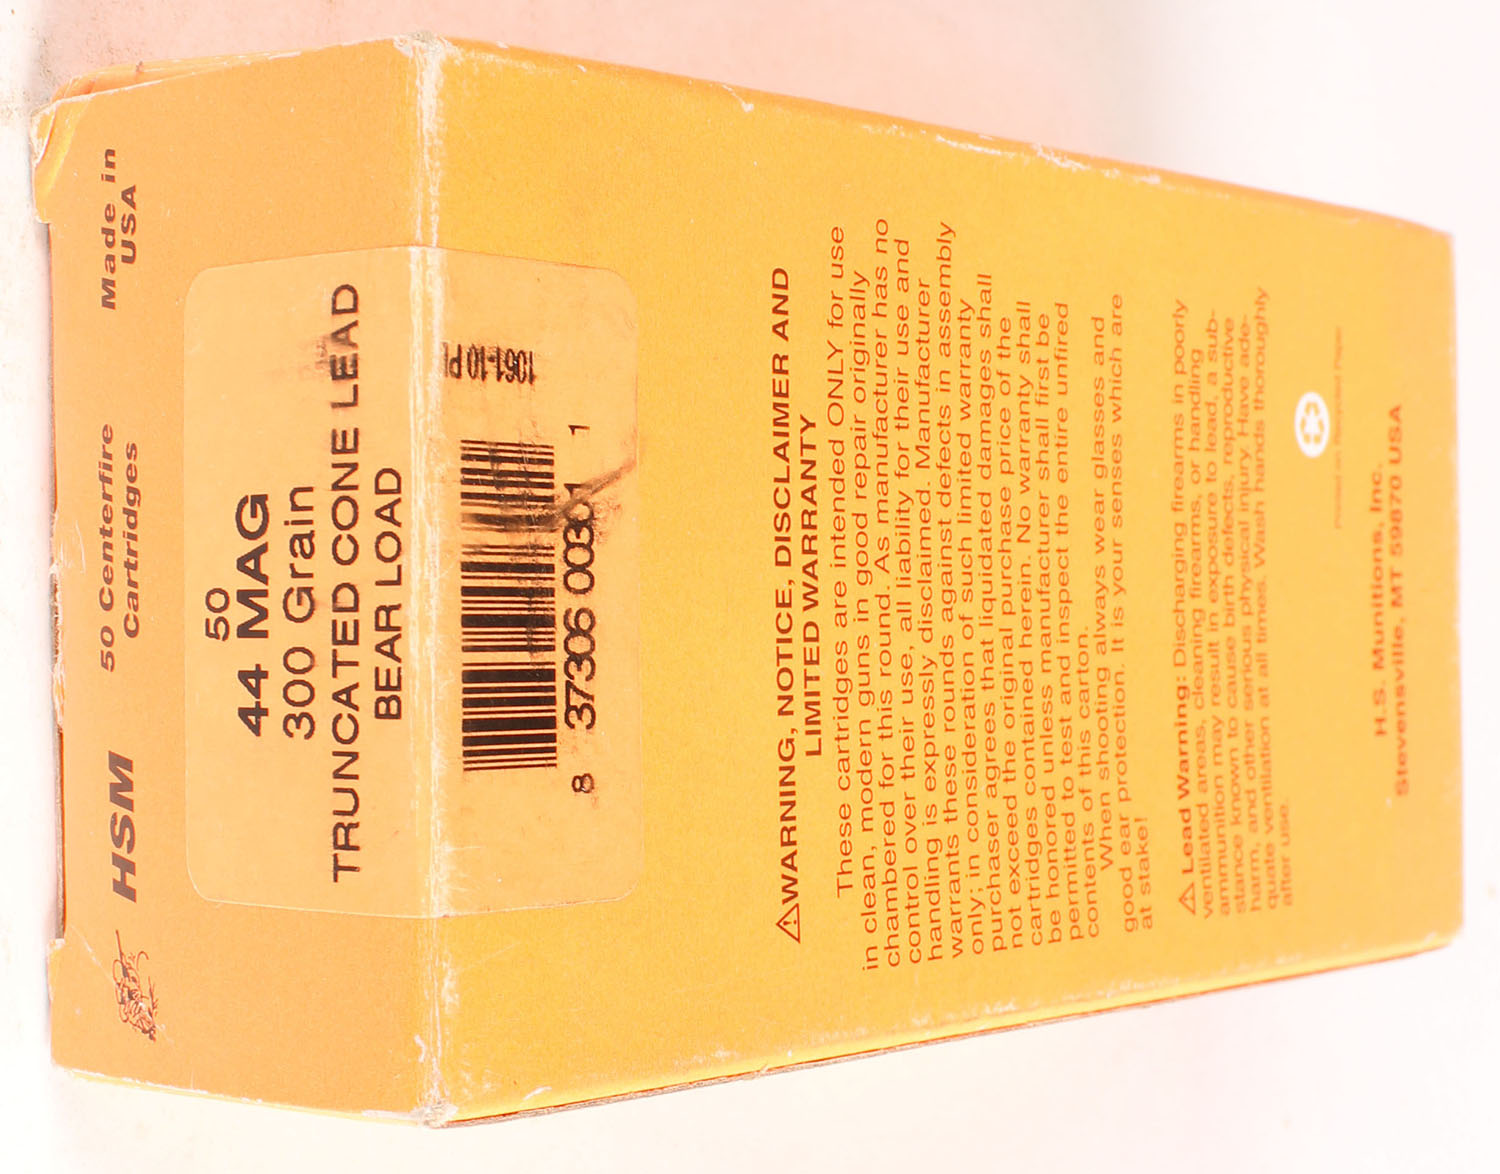 HSM
50 Centerfire
Cartridges
Made in
USA
50
44 MAG
300 Grain
TRUNCATED CONE LEAD
BEAR LOAD
8 37306 00301 1
⚠WARNING, NOTICE, DISCLAIMER AND
LIMITED WARRANTY
These cartridges are intended ONLY for use
in clean, modern guns in good repair originally
chambered for this round. As manufacturer has no
control over their use, all liability for their use and
handling is expressly disclaimed. Manufacturer
warrants these rounds against defects in assembly
only; in consideration of such limited warranty
purchaser agrees that liquidated damages shall
not exceed the original purchase price of the
cartridges contained herein. No warranty shall
be honored unless manufacturer shall first be
permitted to test and inspect the entire unfired
contents of this carton.
When shooting always wear glasses and
good ear protection. It is your senses which are
at stake!
⚠Lead Warning: Discharging firearms in poorly
ventilated areas, cleaning firearms, or handling
ammunition may result in exposure to lead, a sub-
stance known to cause birth defects, reproductive
harm, and other serious physical injury. Have ade-
quate ventilation at all times. Wash hands thoroughly
after use.
Printed on Recycled Paper
H.S. Munitions, Inc.
Stevensville, MT 59870 USA